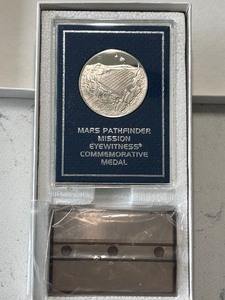 MARS PATHFINDER
MISSION
EYEWITNESS®
COMMEMORATIVE
MEDAL